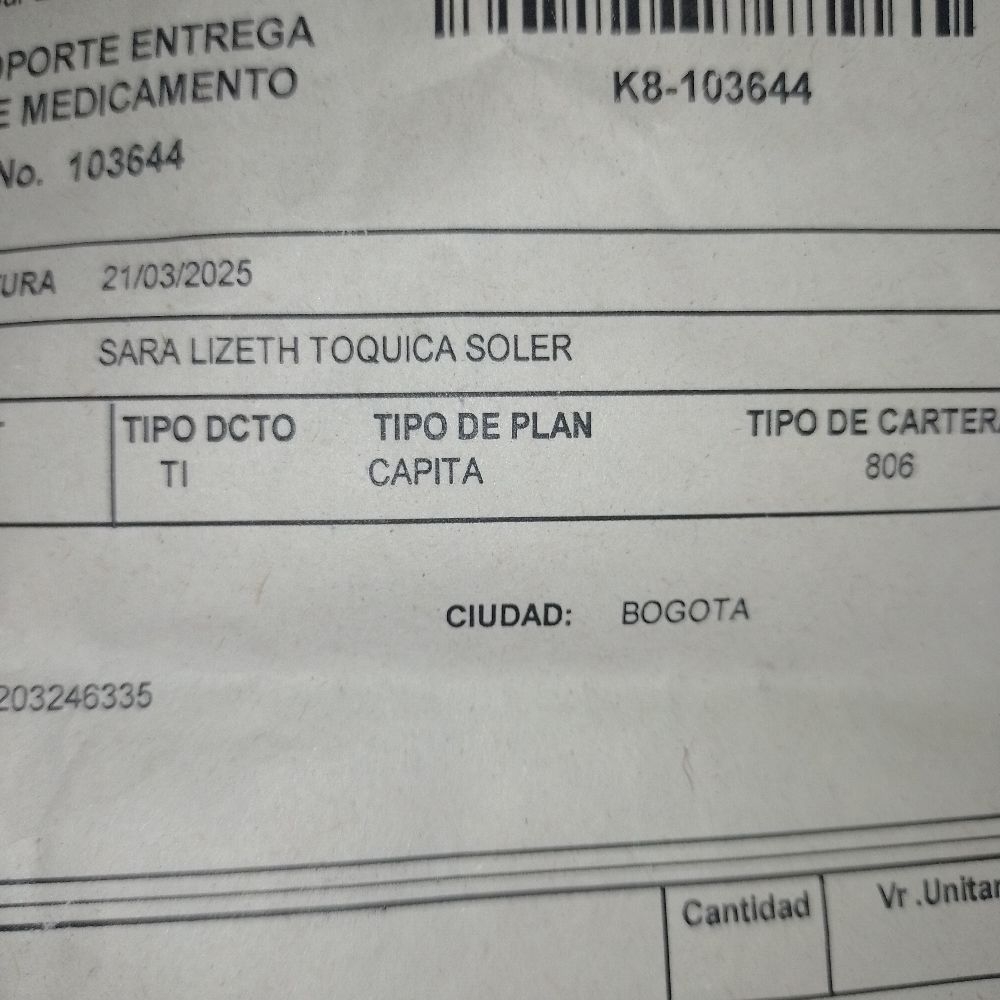 PORTE ENTREGA
E MEDICAMENTO
No. 103644
K8-103644
URA 21/03/2025
SARA LIZETH TOQUICA SOLER
TIPO DCTO TIPO DE PLAN TIPO DE CARTERA
TI CAPITA 806
CIUDAD: BOGOTA
203246335
Cantidad Vr .Unitar